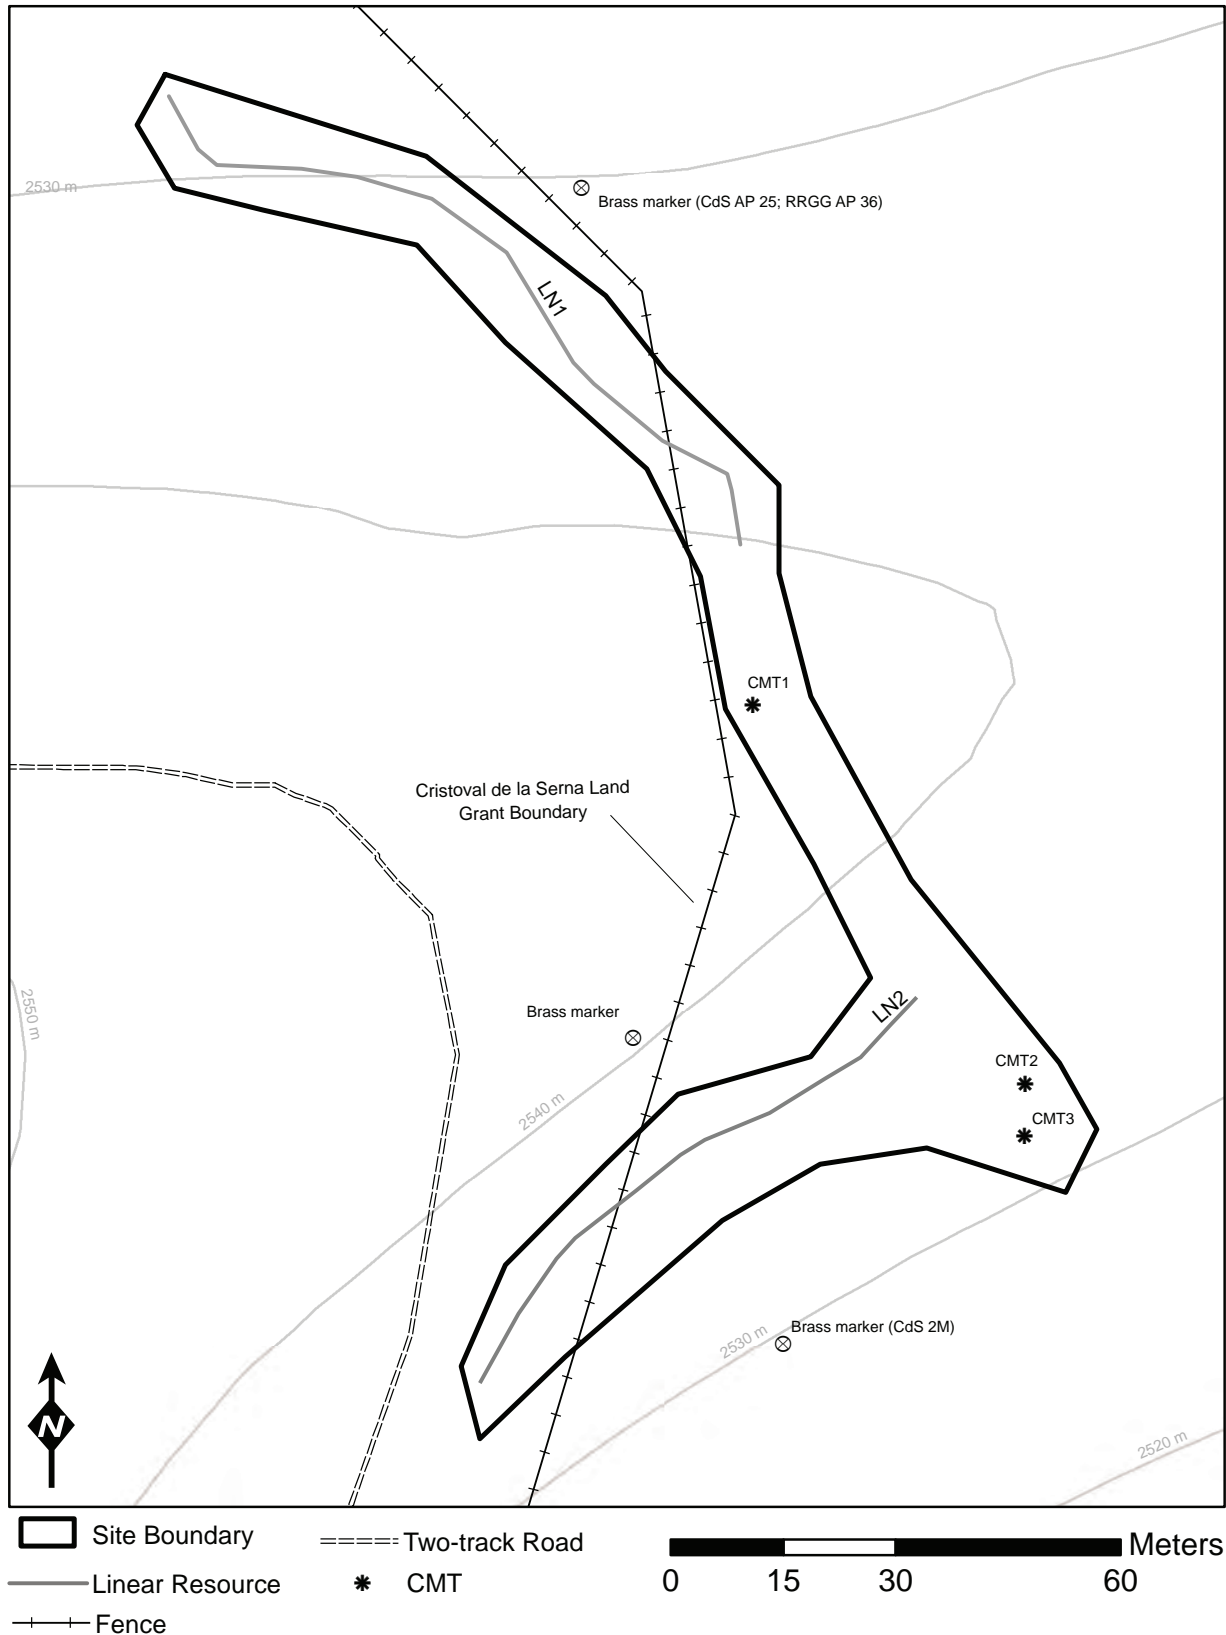 2530 m
Brass marker (CdS AP 25; RRGG AP 36)
LN1
CMT1
Cristoval de la Serna Land
Grant Boundary
2550 m
LN2
Brass marker
CMT2
2540 m
CMT3
2530 m
Brass marker (CdS 2M)
2520 m
N
Site Boundary
Two-track Road
Meters
Linear Resource
CMT
0 15 30 60
Fence